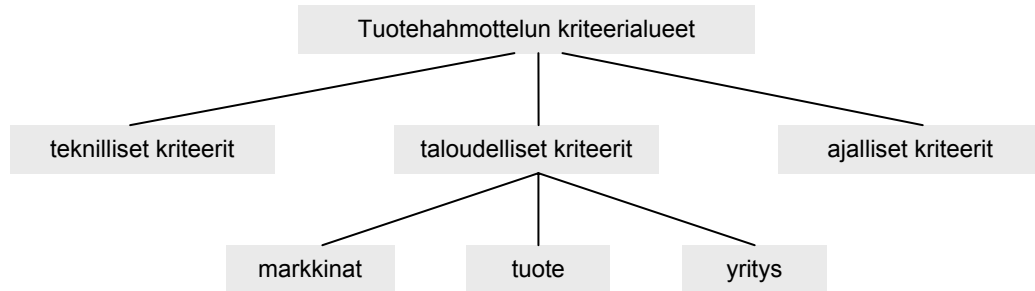 Tuotehahmottelun kriteerialueet
teknilliset kriteerit
taloudelliset kriteerit
ajalliset kriteerit
markkinat
tuote
yritys